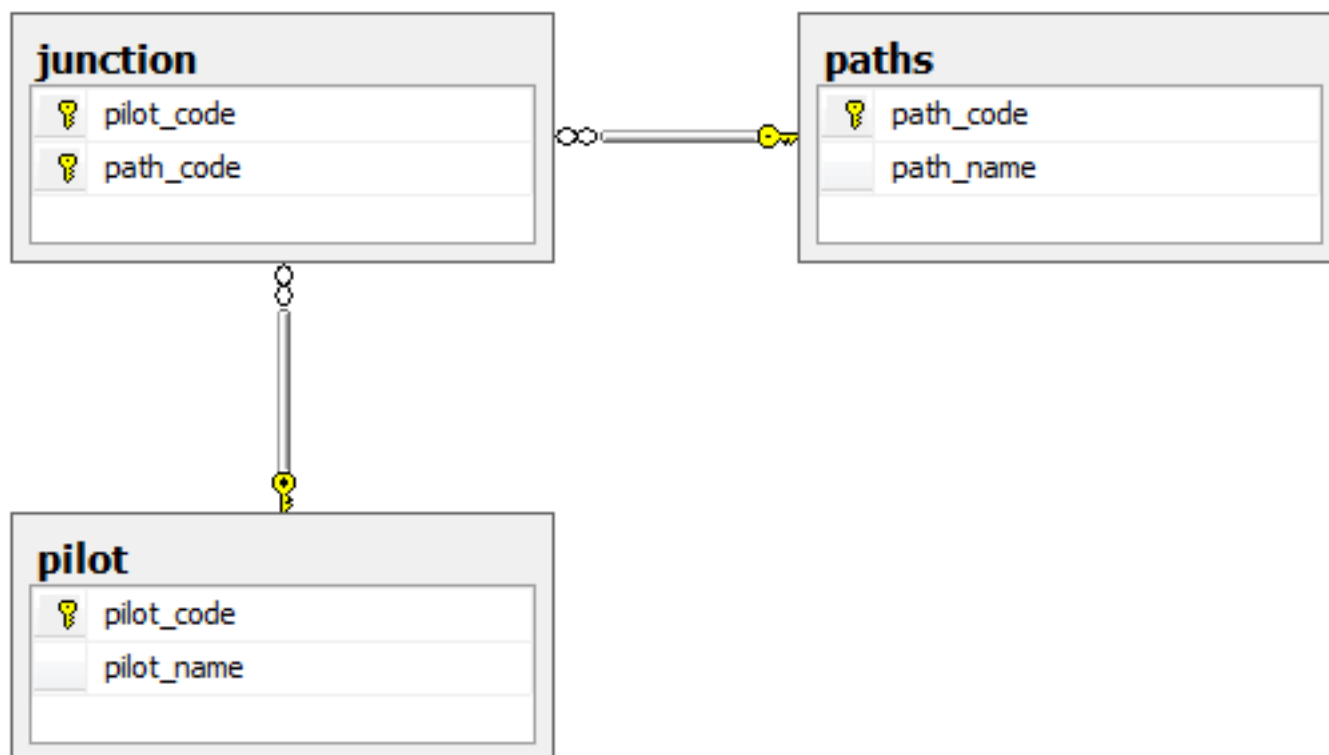 junction
pilot_code
path_code
paths
path_code
path_name
pilot
pilot_code
pilot_name